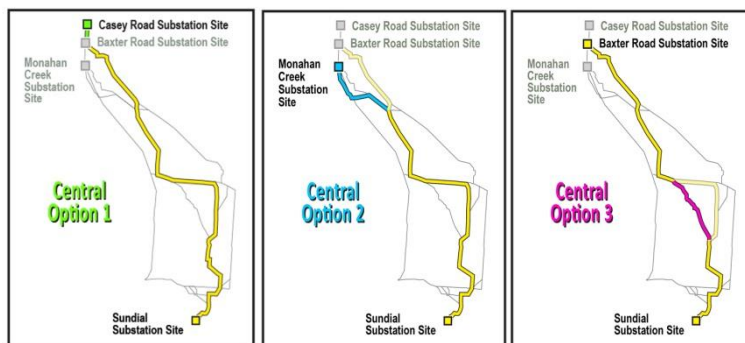 Casey Road Substation Site
Baxter Road Substation Site
Monahan
Creek
Substation
Site
Central
Option 1
Sundial
Substation Site
Casey Road Substation Site
Baxter Road Substation Site
Monahan
Creek
Substation
Site
Central
Option 2
Sundial
Substation Site
Casey Road Substation Site
Baxter Road Substation Site
Monahan
Creek
Substation
Site
Central
Option 3
Sundial
Substation Site